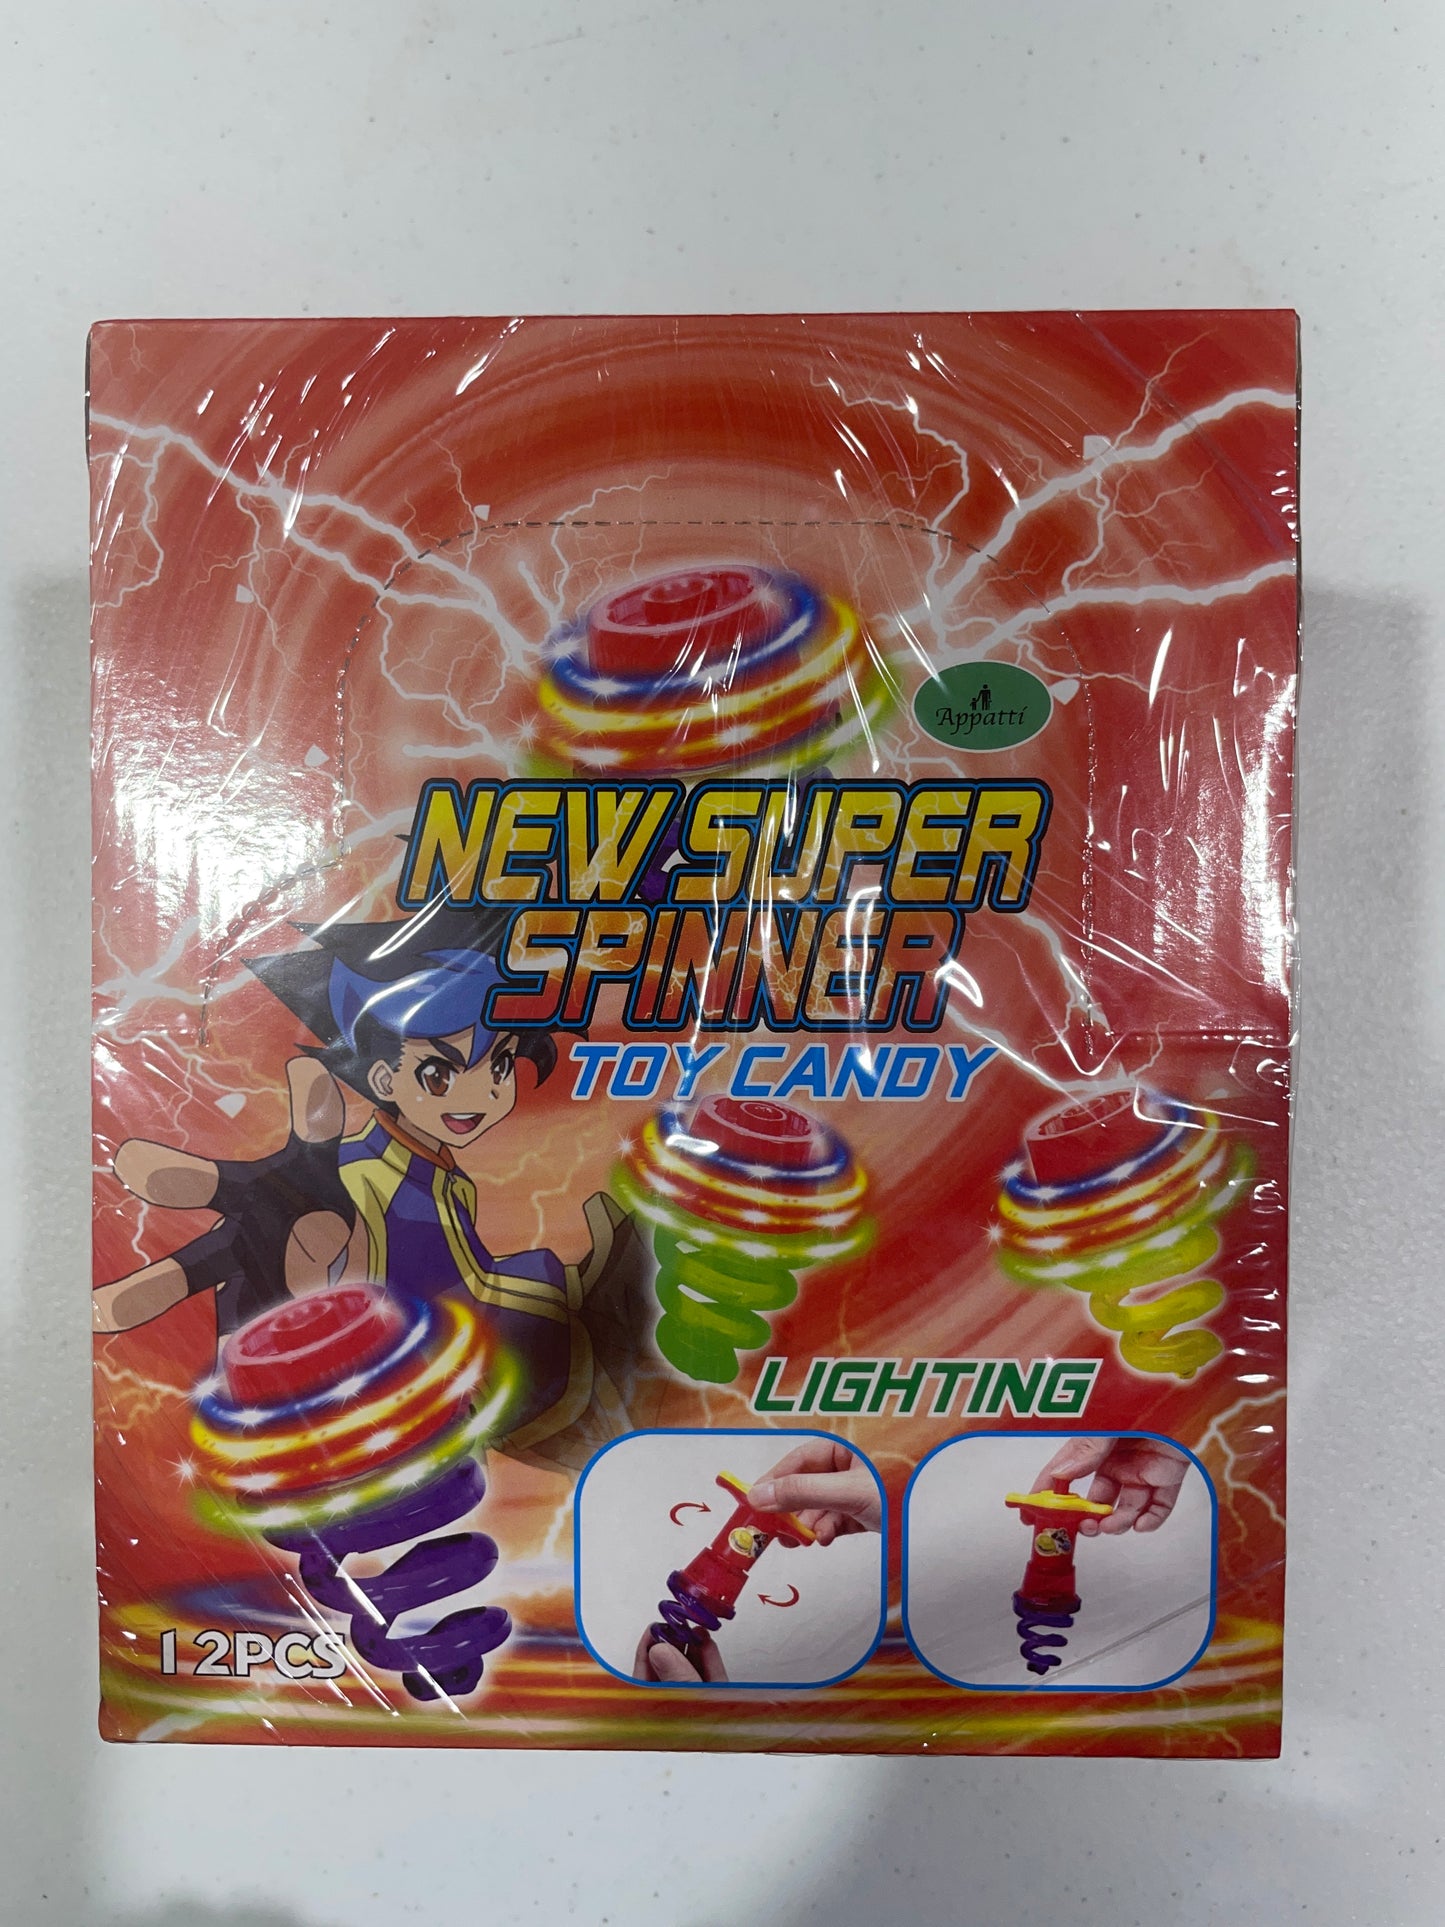 Appatti
NEW SUPER
SPINNER
TOY CANDY
LIGHTING
12PCS